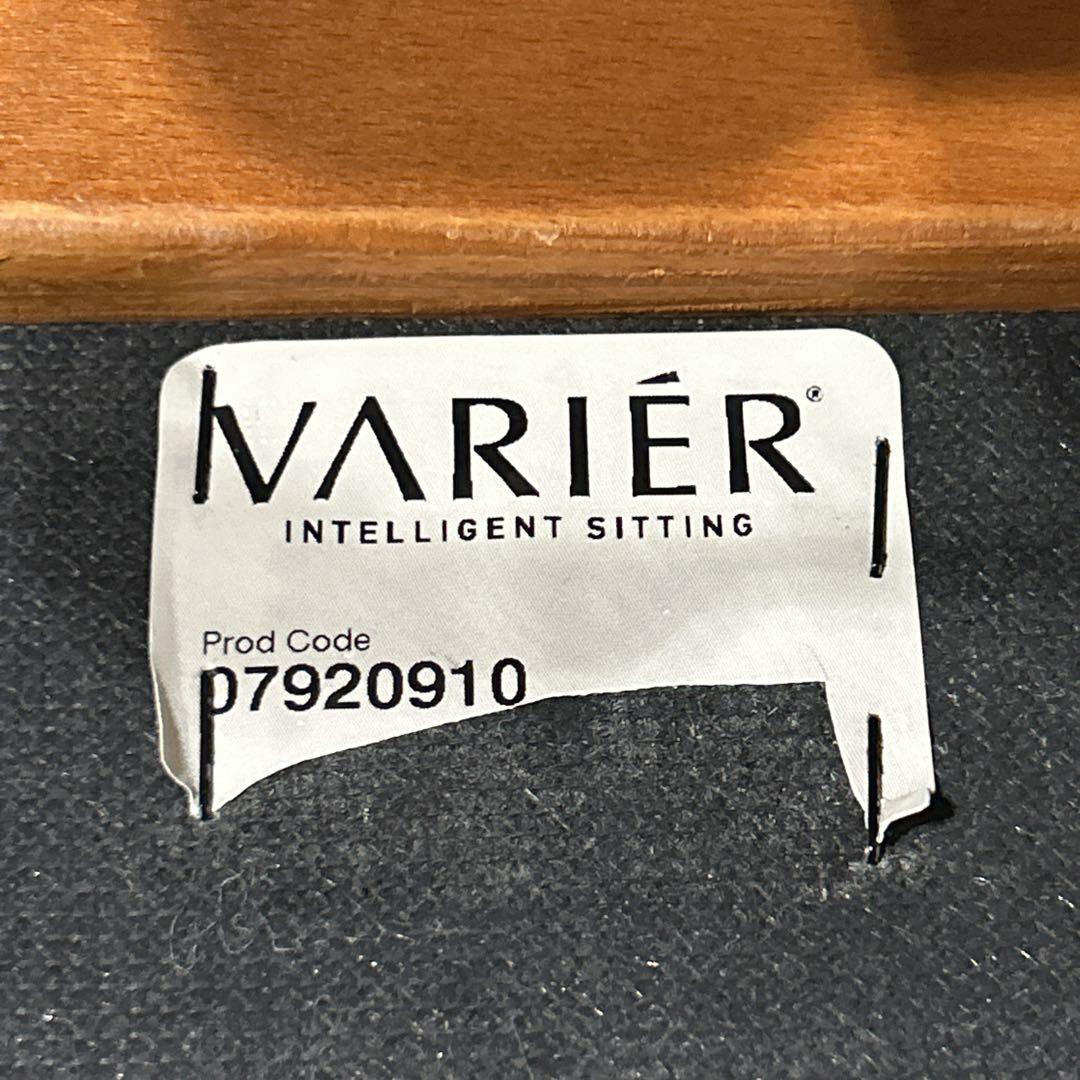 VARIÉR®
INTELLIGENT SITTING
Prod Code
07920910